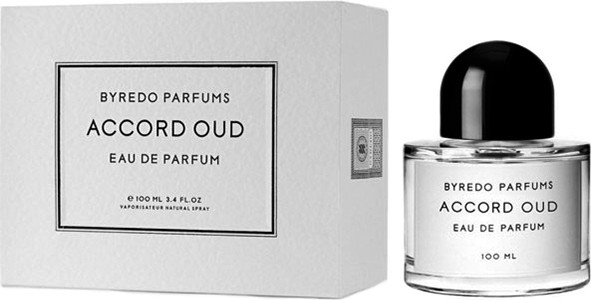 BYREDO PARFUMS
ACCORD OUD
EAU DE PARFUM
℮ 100 ML 3.4 FL.OZ
VAPORISATEUR NATURAL SPRAY
BYREDO PARFUMS
ACCORD OUD
EAU DE PARFUM
100 ML